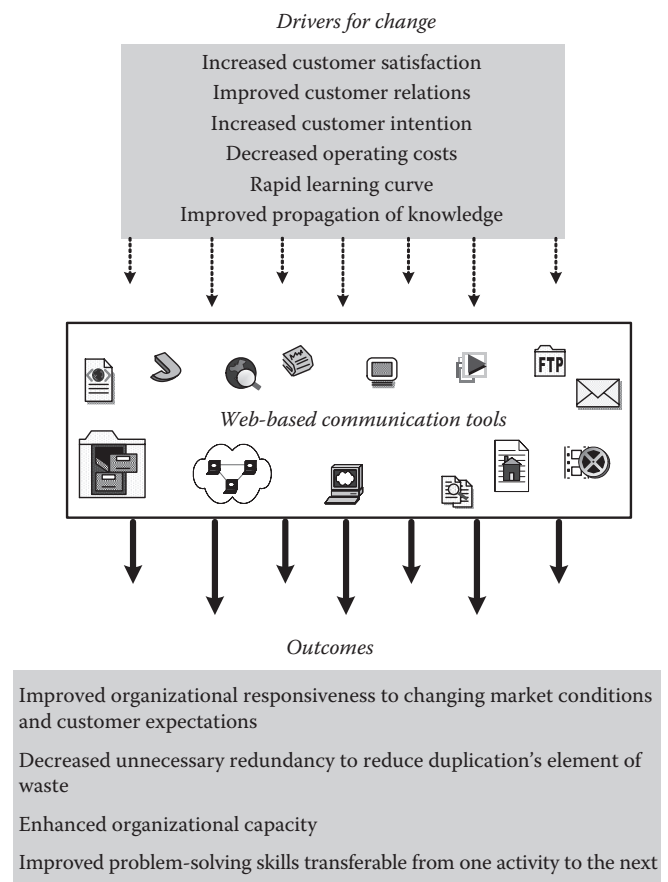 Drivers for change
Increased customer satisfaction
Improved customer relations
Increased customer intention
Decreased operating costs
Rapid learning curve
Improved propagation of knowledge
FTP
Web-based communication tools
Outcomes
Improved organizational responsiveness to changing market conditions
and customer expectations
Decreased unnecessary redundancy to reduce duplication’s element of
waste
Enhanced organizational capacity
Improved problem-solving skills transferable from one activity to the next